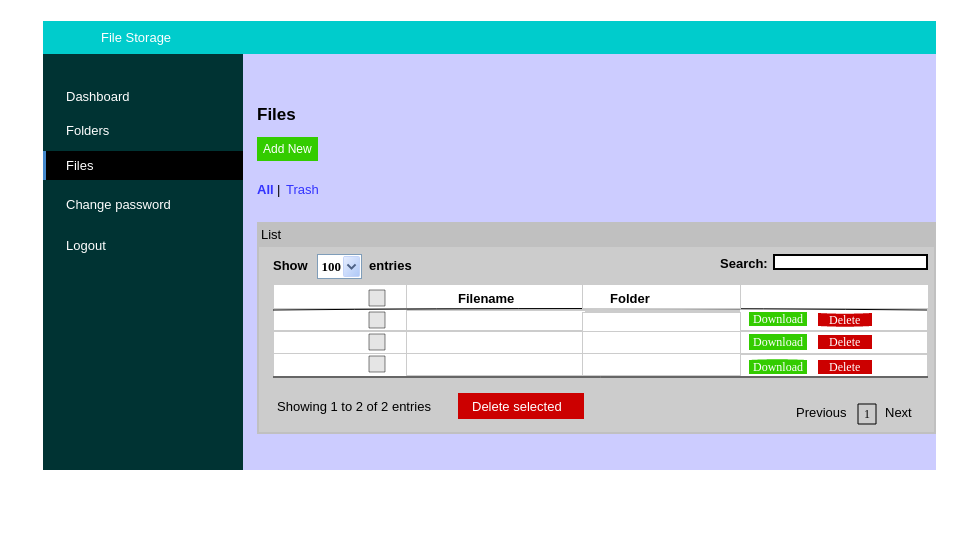 File Storage
Dashboard
Folders
Files
Change password
Logout
Files
Add New
All | Trash
List
Show 100 entries
Search:
Filename Folder
Download Delete
Download Delete
Download Delete
Showing 1 to 2 of 2 entries
Delete selected
Previous 1 Next